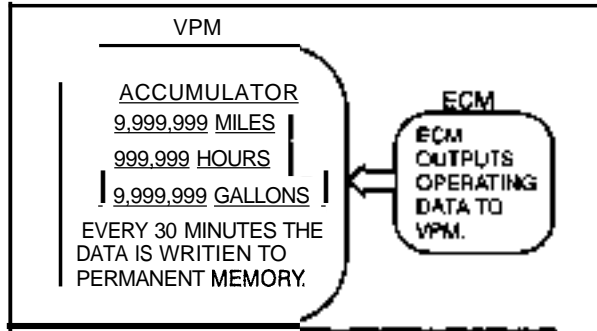 VPM
ACCUMULATOR
9,999,999 MILES
999,999 HOURS
9,999,999 GALLONS
EVERY 30 MINUTES THE
DATA IS WRITIEN TO
PERMANENT MEMORY.
ECM
ECM
OUTPUTS
OPERATING
DATA TO
VPM.